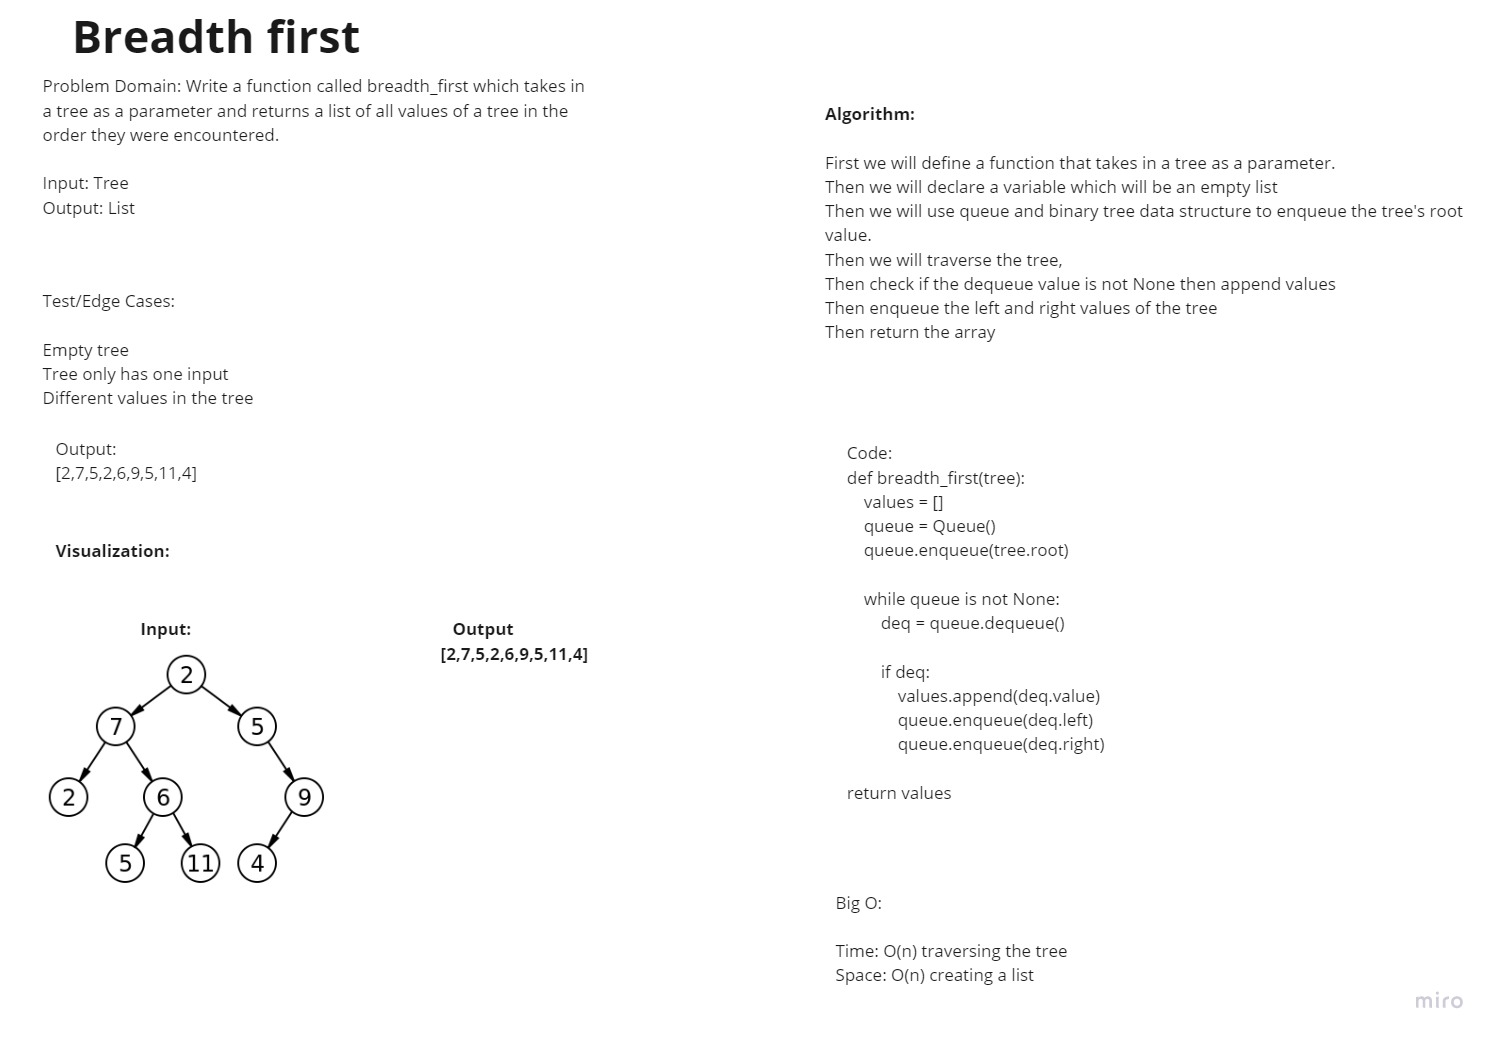 Breadth first
Problem Domain: Write a function called breadth_first which takes in
a tree as a parameter and returns a list of all values of a tree in the
order they were encountered.
Input: Tree
Output: List
Test/Edge Cases:
Empty tree
Tree only has one input
Different values in the tree
Output:
[2,7,5,2,6,9,5,11,4]
Visualization:
Input:
2
7
5
2
6
9
5
11
4
Output
[2,7,5,2,6,9,5,11,4]
Algorithm:
First we will define a function that takes in a tree as a parameter.
Then we will declare a variable which will be an empty list
Then we will use queue and binary tree data structure to enqueue the tree's root
value.
Then we will traverse the tree,
Then check if the dequeue value is not None then append values
Then enqueue the left and right values of the tree
Then return the array
Code:
def breadth_first(tree):
    values = []
    queue = Queue()
    queue.enqueue(tree.root)
    while queue is not None:
        deq = queue.dequeue()
        if deq:
            values.append(deq.value)
            queue.enqueue(deq.left)
            queue.enqueue(deq.right)
return values
Big O:
Time: O(n) traversing the tree
Space: O(n) creating a list
miro